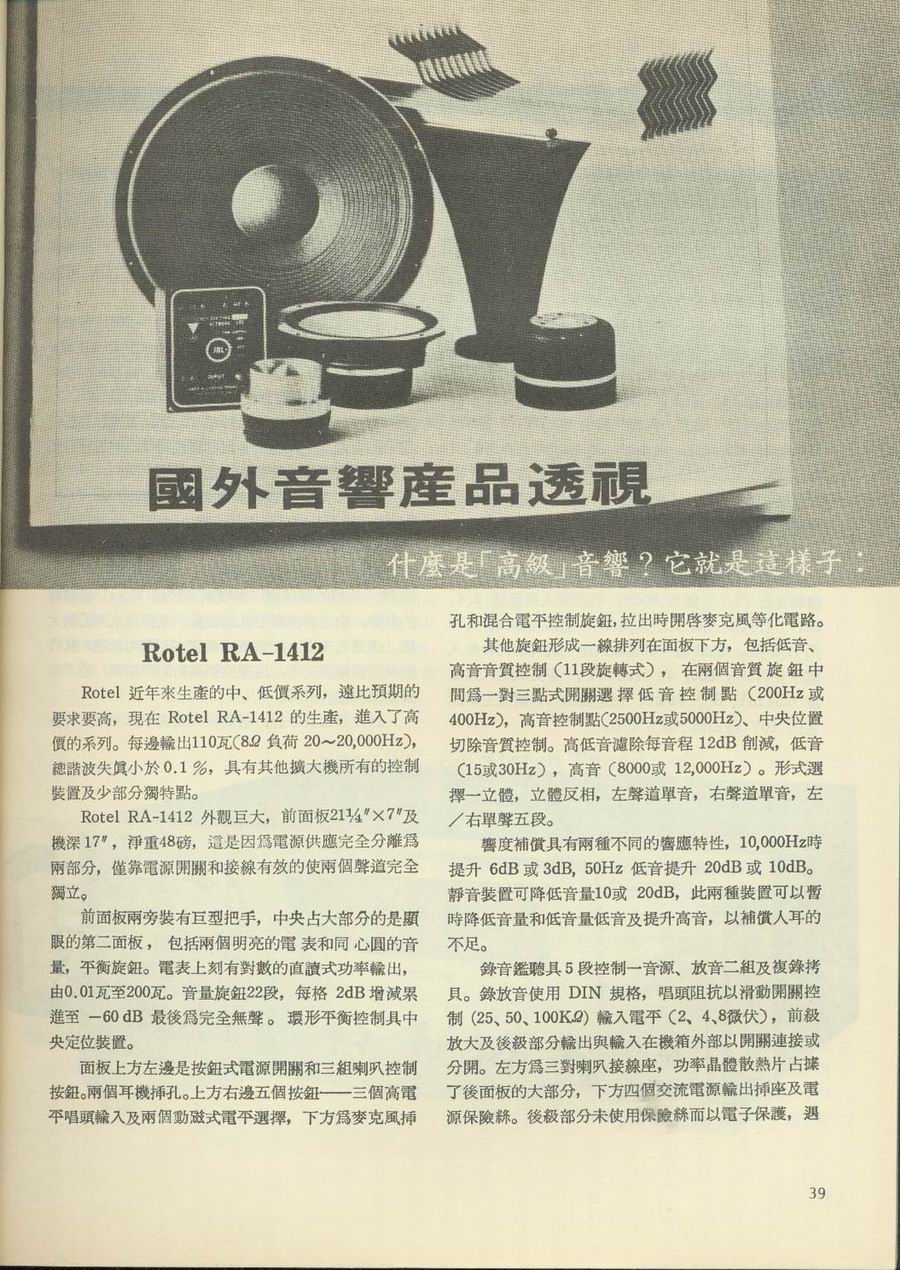 JBL
INPUT
國外音響産品透視
什麼是「高級」音響？它就是這樣子：
Rotel RA-1412
Rotel 近年來生產的中、低價系列，遠比預期的
要求要高，現在 Rotel RA-1412 的生產，進入了高
價的系列。每邊輸出110瓦(8Ω 負荷 20～20,000Hz)，
總諧波失眞小於 0.1 %，具有其他擴大機所有的控制
裝置及少部分獨特點。
Rotel RA-1412 外觀巨大，前面板21¼″×7″及
機深 17″，淨重48磅，這是因爲電源供應完全分離爲
兩部分，僅靠電源開關和接線有效的使兩個聲道完全
獨立。
前面板兩旁裝有巨型把手，中央占大部分的是顯
眼的第二面板，包括兩個明亮的電表和同心圓的音
量，平衡旋鈕。電表上刻有對數的直讀式功率輸出，
由0.01瓦至200瓦。音量旋鈕22段，每格 2dB 增減累
進至 －60 dB 最後爲完全無聲。環形平衡控制具中
央定位裝置。
面板上方左邊是按鈕式電源開關和三組喇叭控制
按鈕。兩個耳機揷孔。上方右邊五個按鈕——三個高電
平唱頭輸入及兩個動滋式電平選擇，下方爲麥克風揷
孔和混合電平控制旋鈕，拉出時開啓麥克風等化電路。
其他旋鈕形成一線排列在面板下方，包括低音、
高音音質控制（11段旋轉式），在兩個音質旋鈕中
間爲一對三點式開關選擇低音控制點（200Hz 或
400Hz)，高音控制點(2500Hz或5000Hz)、中央位置
切除音質控制。高低音濾除每音程 12dB 削減，低音
（15或30Hz），高音（8000或 12,000Hz）。形式選
擇一立體，立體反相，左聲道單音，右聲道單音，左
／右單聲五段。
響度補償具有兩種不同的響應特性，10,000Hz時
提升 6dB 或 3dB, 50Hz 低音提升 20dB 或 10dB。
靜音裝置可降低音量10或 20dB，此兩種裝置可以暫
時降低音量和低音量低音及提升高音，以補償人耳的
不足。
錄音鑑聽具 5 段控制一音源、放音二組及複錄拷
貝。錄放音使用 DIN 規格，唱頭阻抗以滑動開關控
制（25、50、100KΩ）輸入電平（2、4、8微伏），前級
放大及後級部分輸出與輸入在機箱外部以開關連接或
分開。左方爲三對喇叭接線座，功率晶體散熱片占據
了後面板的大部分，下方四個交流電源輸出揷座及電
源保險絲。後級部分未使用保險絲而以電子保護，遇
39